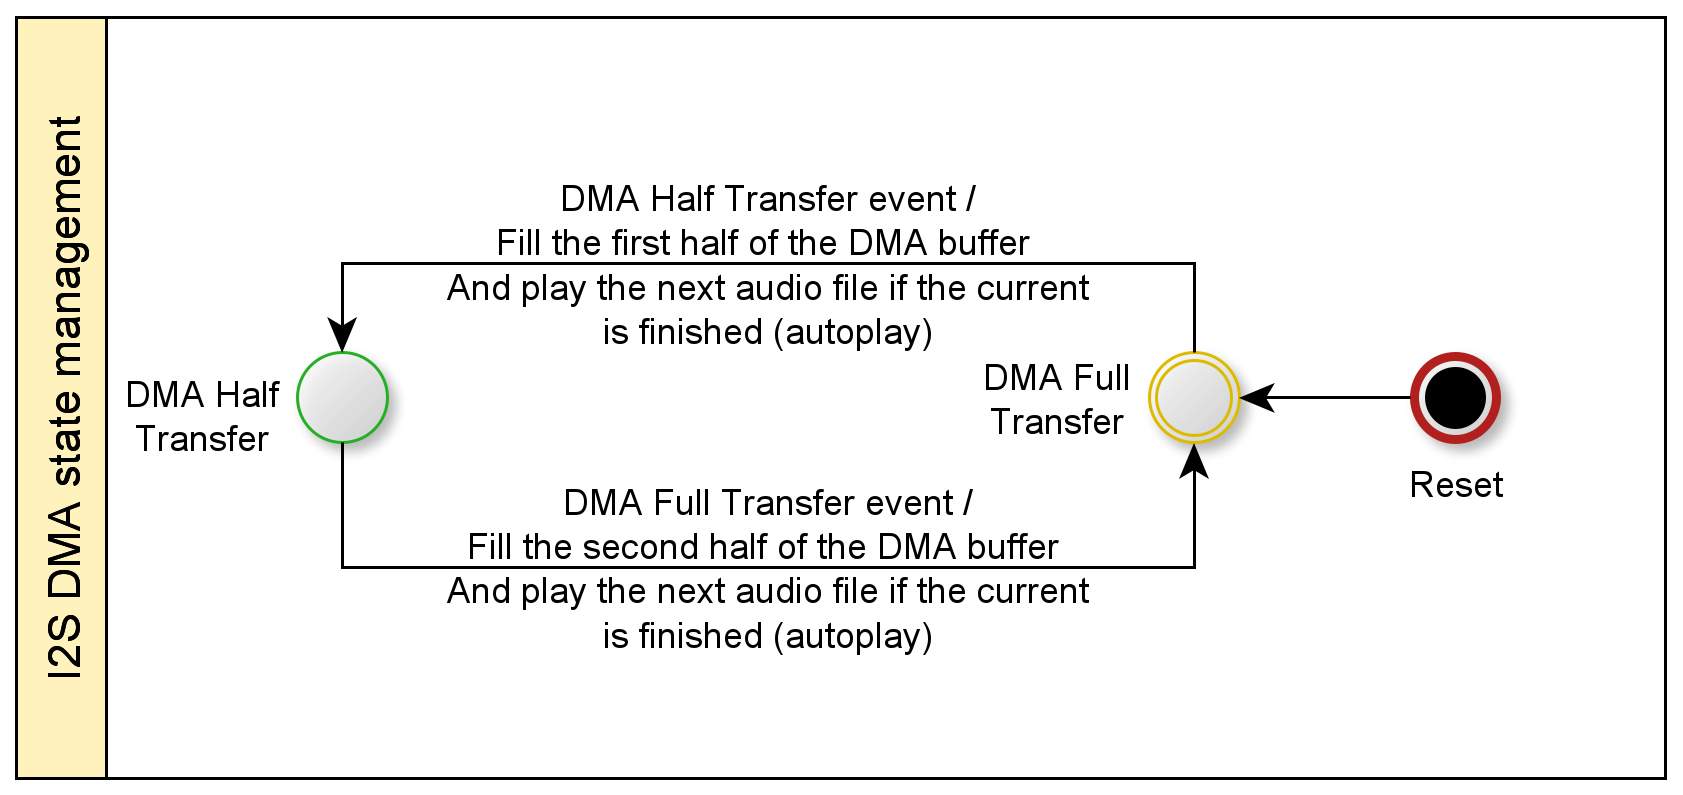 I2S DMA state management
DMA Half Transfer event /
Fill the first half of the DMA buffer
And play the next audio file if the current
is finished (autoplay)
DMA Half
Transfer
DMA Full
Transfer
Reset
DMA Full Transfer event /
Fill the second half of the DMA buffer
And play the next audio file if the current
is finished (autoplay)